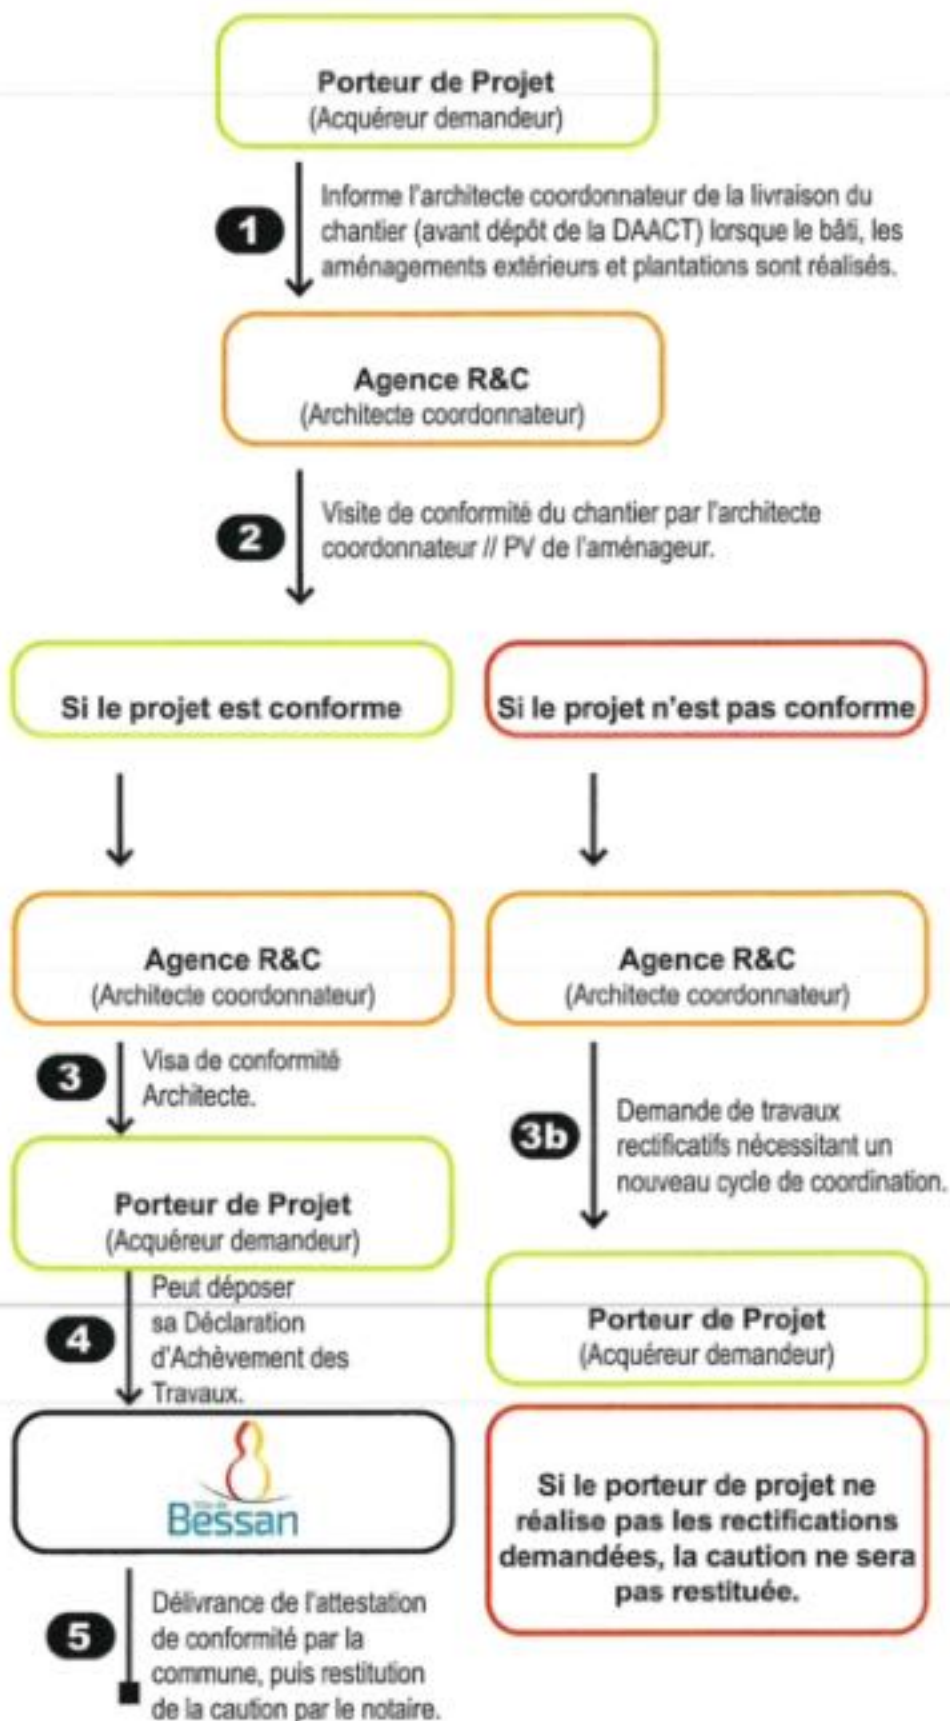 Porteur de Projet
(Acquéreur demandeur)
1
Informe l'architecte coordonnateur de la livraison du
chantier (avant dépôt de la DAACT) lorsque le bâti, les
aménagements extérieurs et plantations sont réalisés.
Agence R&C
(Architecte coordonnateur)
2
Visite de conformité du chantier par l'architecte
coordonnateur // PV de l'aménageur.
Si le projet est conforme
Si le projet n'est pas conforme
Agence R&C
(Architecte coordonnateur)
3
Visa de conformité
Architecte.
Porteur de Projet
(Acquéreur demandeur)
4
Peut déposer
sa Déclaration
d'Achèvement des
Travaux.
Bessan
5
Délivrance de l'attestation
de conformité par la
commune, puis restitution
de la caution par le notaire.
Agence R&C
(Architecte coordonnateur)
3b
Demande de travaux
rectificatifs nécessitant un
nouveau cycle de coordination.
Porteur de Projet
(Acquéreur demandeur)
Si le porteur de projet ne
réalise pas les rectifications
demandées, la caution ne sera
pas restituée.